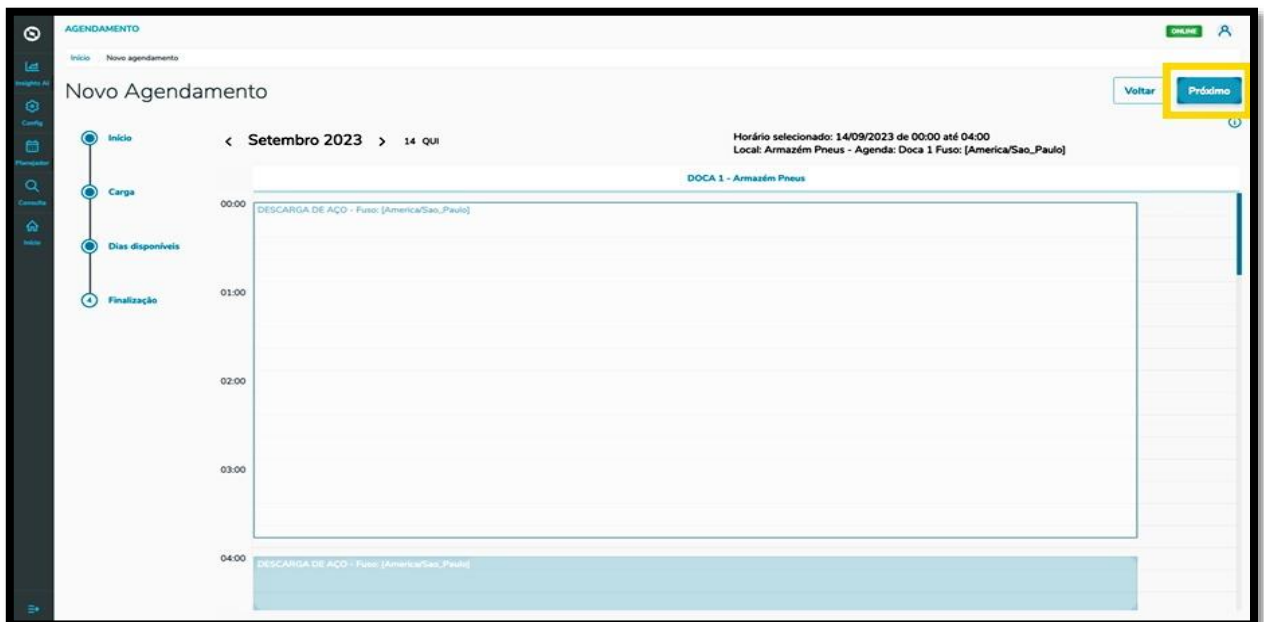 AGENDAMENTO
ONLINE
Início Novo agendamento
Insights AI
Config
Planejador
Consulta
Início
Novo Agendamento
Voltar
Próximo
Início
Carga
Dias disponíveis
4 Finalização
< Setembro 2023 > 14 QUI
Horário selecionado: 14/09/2023 de 00:00 até 04:00
Local: Armazém Pneus - Agenda: Doca 1 Fuso: [America/Sao_Paulo]
DOCA 1 - Armazém Pneus
00:00
DESCARGA DE AÇO - Fuso: [America/Sao_Paulo]
01:00
02:00
03:00
04:00
DESCARGA DE AÇO - Fuso: [America/Sao_Paulo]